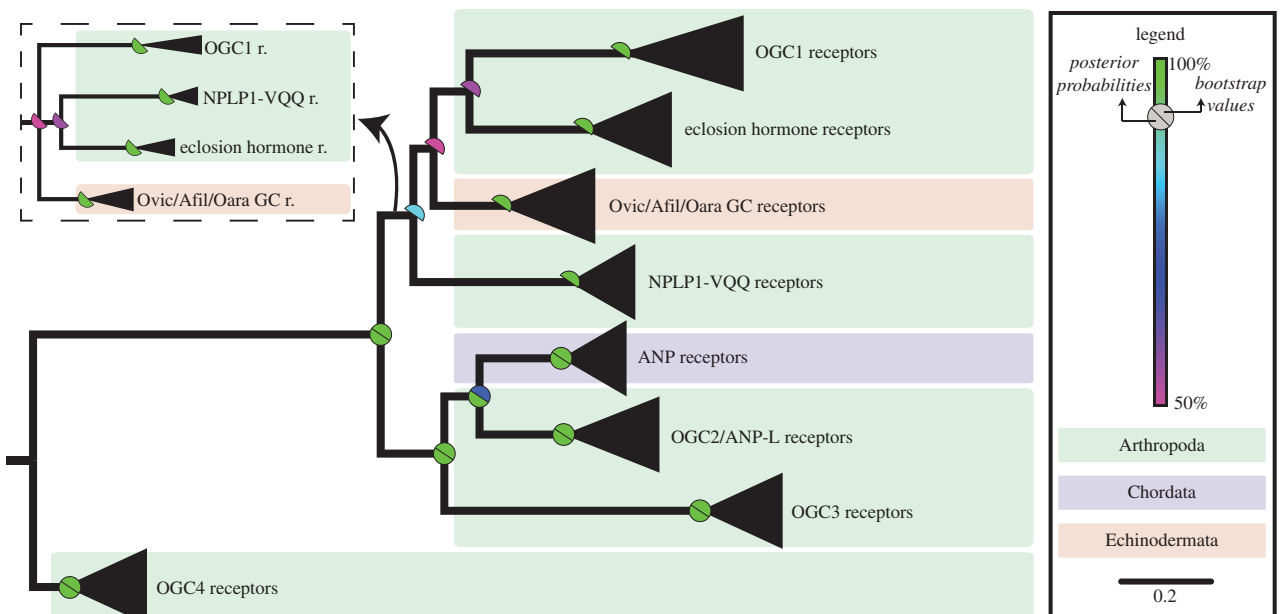 OGC1 r.
NPLP1-VQQ r.
eclosion hormone r.
Ovic/Afil/Oara GC r.
OGC1 receptors
eclosion hormone receptors
Ovic/Afil/Oara GC receptors
NPLP1-VQQ receptors
ANP receptors
OGC2/ANP-L receptors
OGC3 receptors
OGC4 receptors
legend
posterior
probabilities
100%
bootstrap
values
50%
Arthropoda
Chordata
Echinodermata
0.2